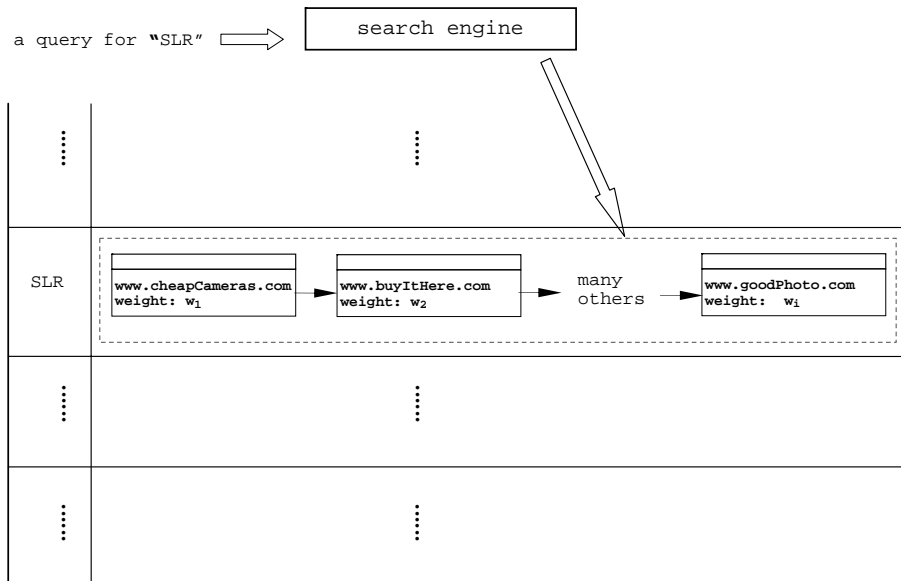 search engine
a query for "SLR"
SLR
www.cheapCameras.com
weight: w1
www.buyItHere.com
weight: w2
many
others
www.goodPhoto.com
weight: wi